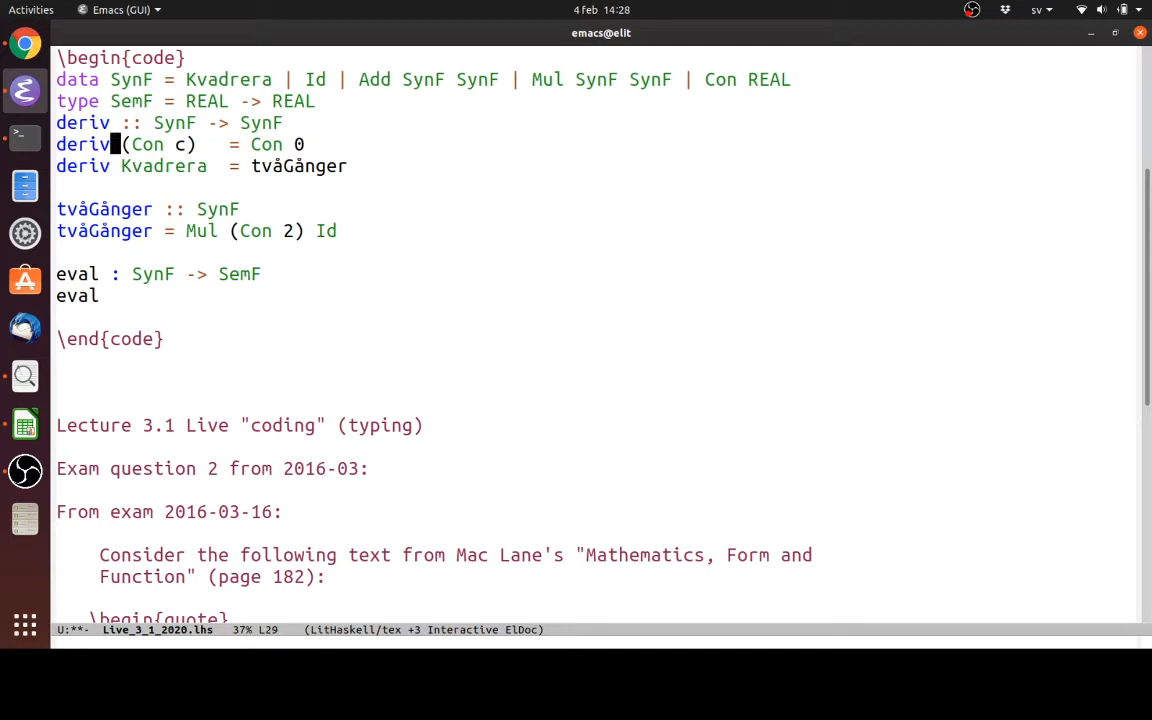 Activities Emacs (GUI) 4 feb 14:28 sv
emacs@elit
\begin{code}
data SynF = Kvadrera | Id | Add SynF SynF | Mul SynF SynF | Con REAL
type SemF = REAL -> REAL
deriv :: SynF -> SynF
deriv (Con c)   = Con 0
deriv Kvadrera  = tvåGånger
tvåGånger :: SynF
tvåGånger = Mul (Con 2) Id
eval : SynF -> SemF
eval
\end{code}
Lecture 3.1 Live "coding" (typing)
Exam question 2 from 2016-03:
From exam 2016-03-16:
Consider the following text from Mac Lane's "Mathematics, Form and
Function" (page 182):
\begin{quote}
U:**-  Live_3_1_2020.lhs   37% L29    (LitHaskell/tex +3 Interactive ElDoc)